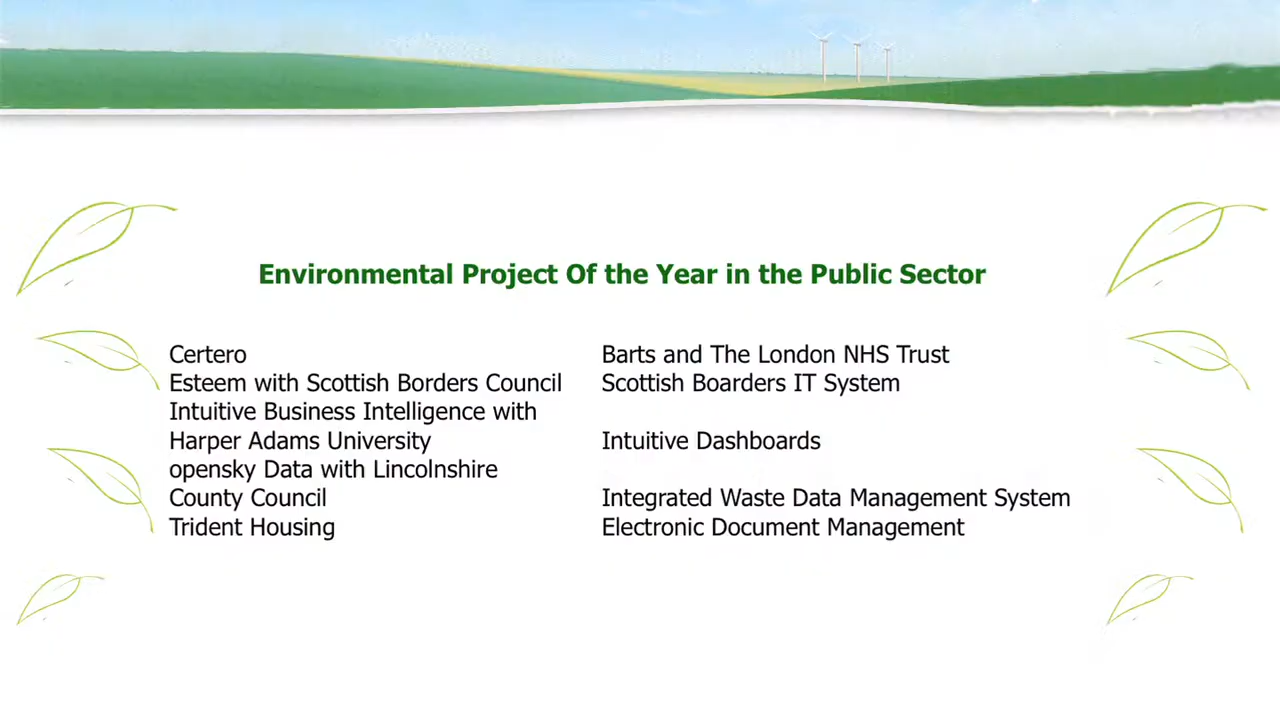 Environmental Project Of the Year in the Public Sector
Certero Barts and The London NHS Trust
Esteem with Scottish Borders Council Scottish Boarders IT System
Intuitive Business Intelligence with
Harper Adams University Intuitive Dashboards
opensky Data with Lincolnshire
County Council Integrated Waste Data Management System
Trident Housing Electronic Document Management